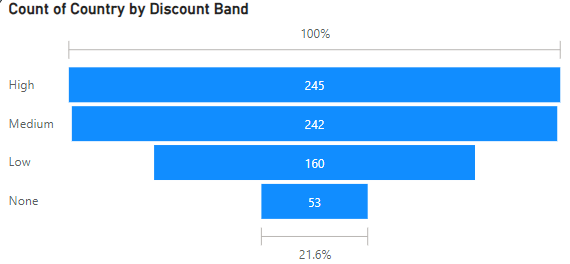 Count of Country by Discount Band
100%
High 245
Medium 242
Low 160
None 53
21.6%